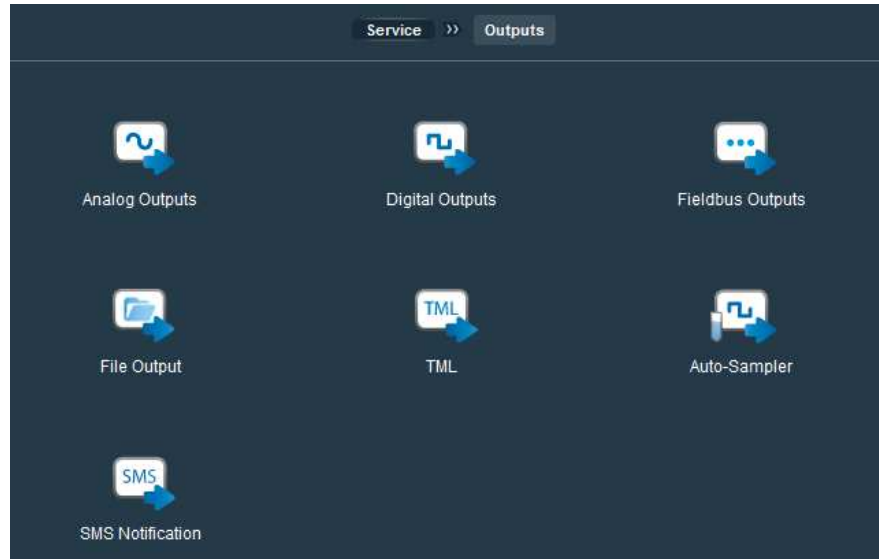 Service » Outputs
Analog Outputs
Digital Outputs
Fieldbus Outputs
TML
File Output
TML
Auto-Sampler
SMS
SMS Notification